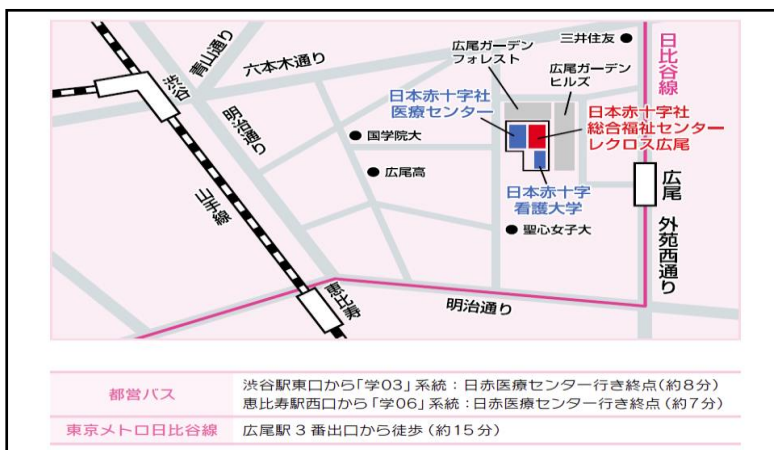 青山通り
六本木通り
渋谷
明治通り
山手線
恵比寿
国学院大
広尾高
広尾ガーデン
フォレスト
三井住友
広尾ガーデン
ヒルズ
日比谷線
日本赤十字社
医療センター
日本赤十字社
総合福祉センター
レクロス広尾
日本赤十字
看護大学
聖心女子大
広尾
外苑西通り
明治通り
都営バス
渋谷駅東口から「学03」系統：日赤医療センター行き終点（約8分）
恵比寿駅西口から「学06」系統：日赤医療センター行き終点（約7分）
東京メトロ日比谷線
広尾駅3番出口から徒歩（約15分）